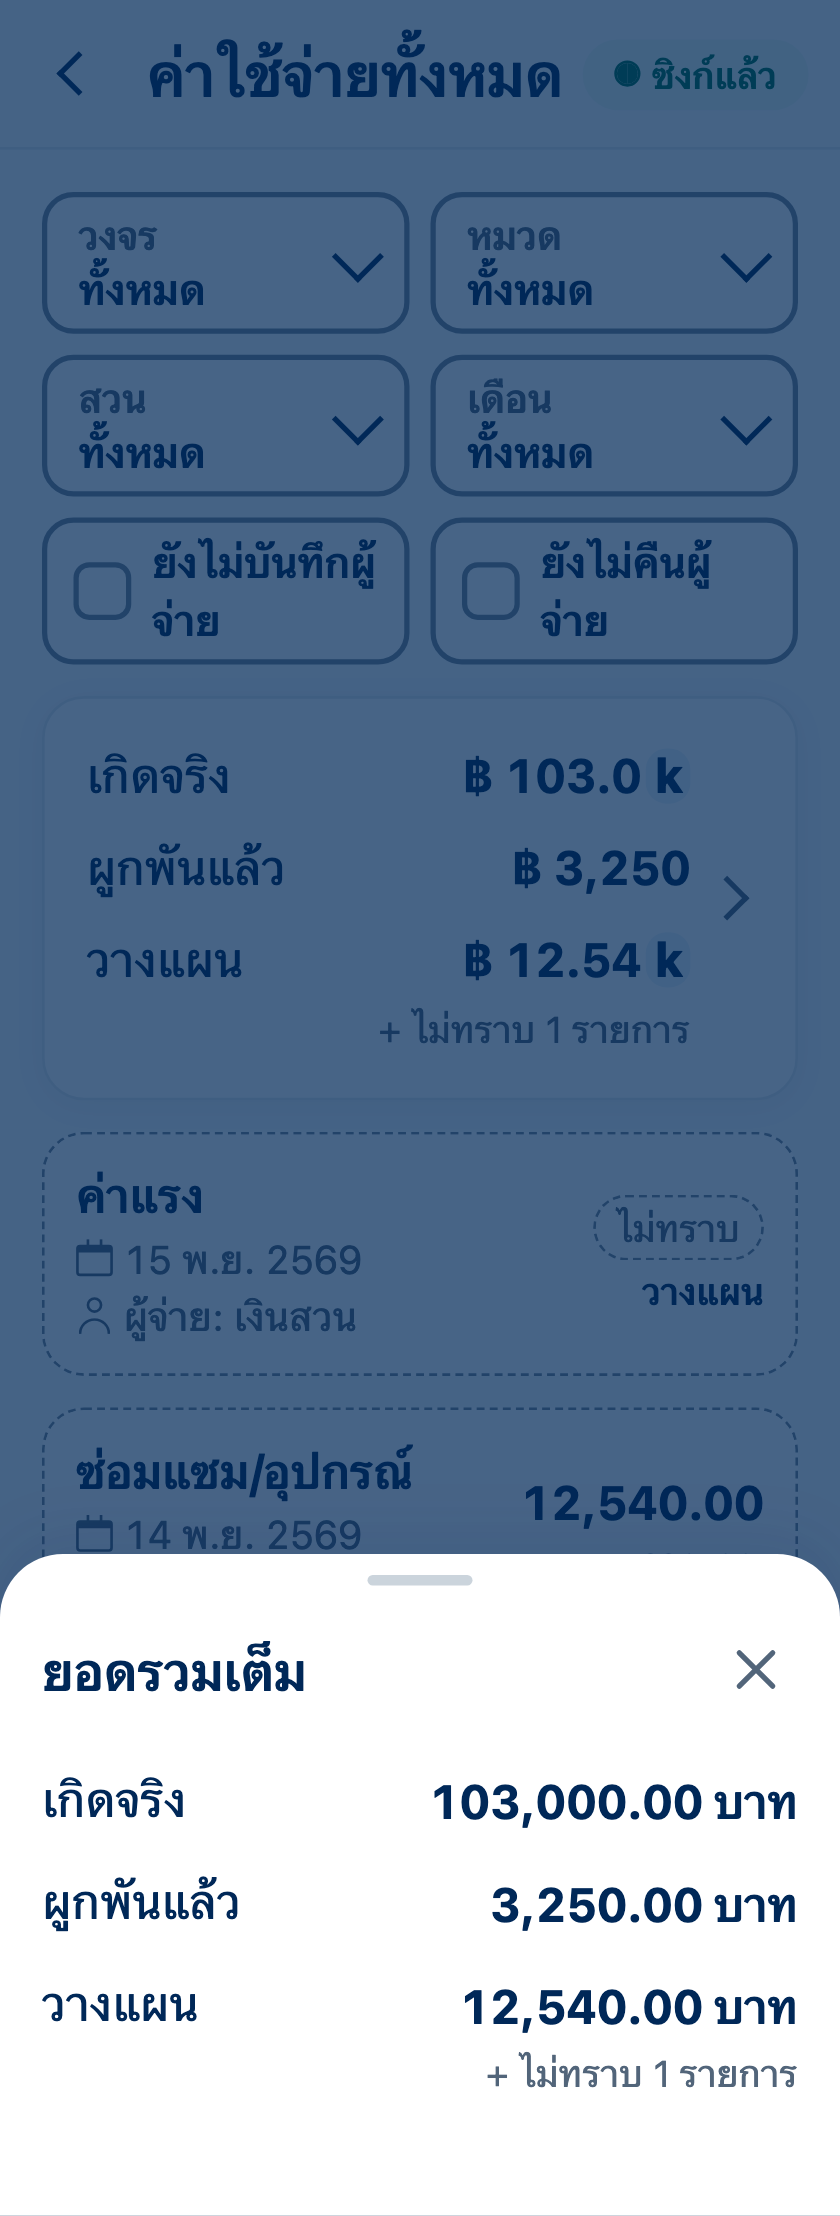 ค่าใช้จ่ายทั้งหมด
ซิงก์แล้ว
วงจร
ทั้งหมด
หมวด
ทั้งหมด
สวน
ทั้งหมด
เดือน
ทั้งหมด
ยังไม่บันทึกผู้
จ่าย
ยังไม่คืนผู้
จ่าย
เกิดจริง ฿ 103.0 k
ผูกพันแล้ว ฿ 3,250
วางแผน ฿ 12.54 k
+ ไม่ทราบ 1 รายการ
ค่าแรง
15 พ.ย. 2569
ผู้จ่าย: เงินสวน
ไม่ทราบ
วางแผน
ซ่อมแซม/อุปกรณ์
14 พ.ย. 2569
12,540.00
ยอดรวมเต็ม
เกิดจริง 103,000.00 บาท
ผูกพันแล้ว 3,250.00 บาท
วางแผน 12,540.00 บาท
+ ไม่ทราบ 1 รายการ